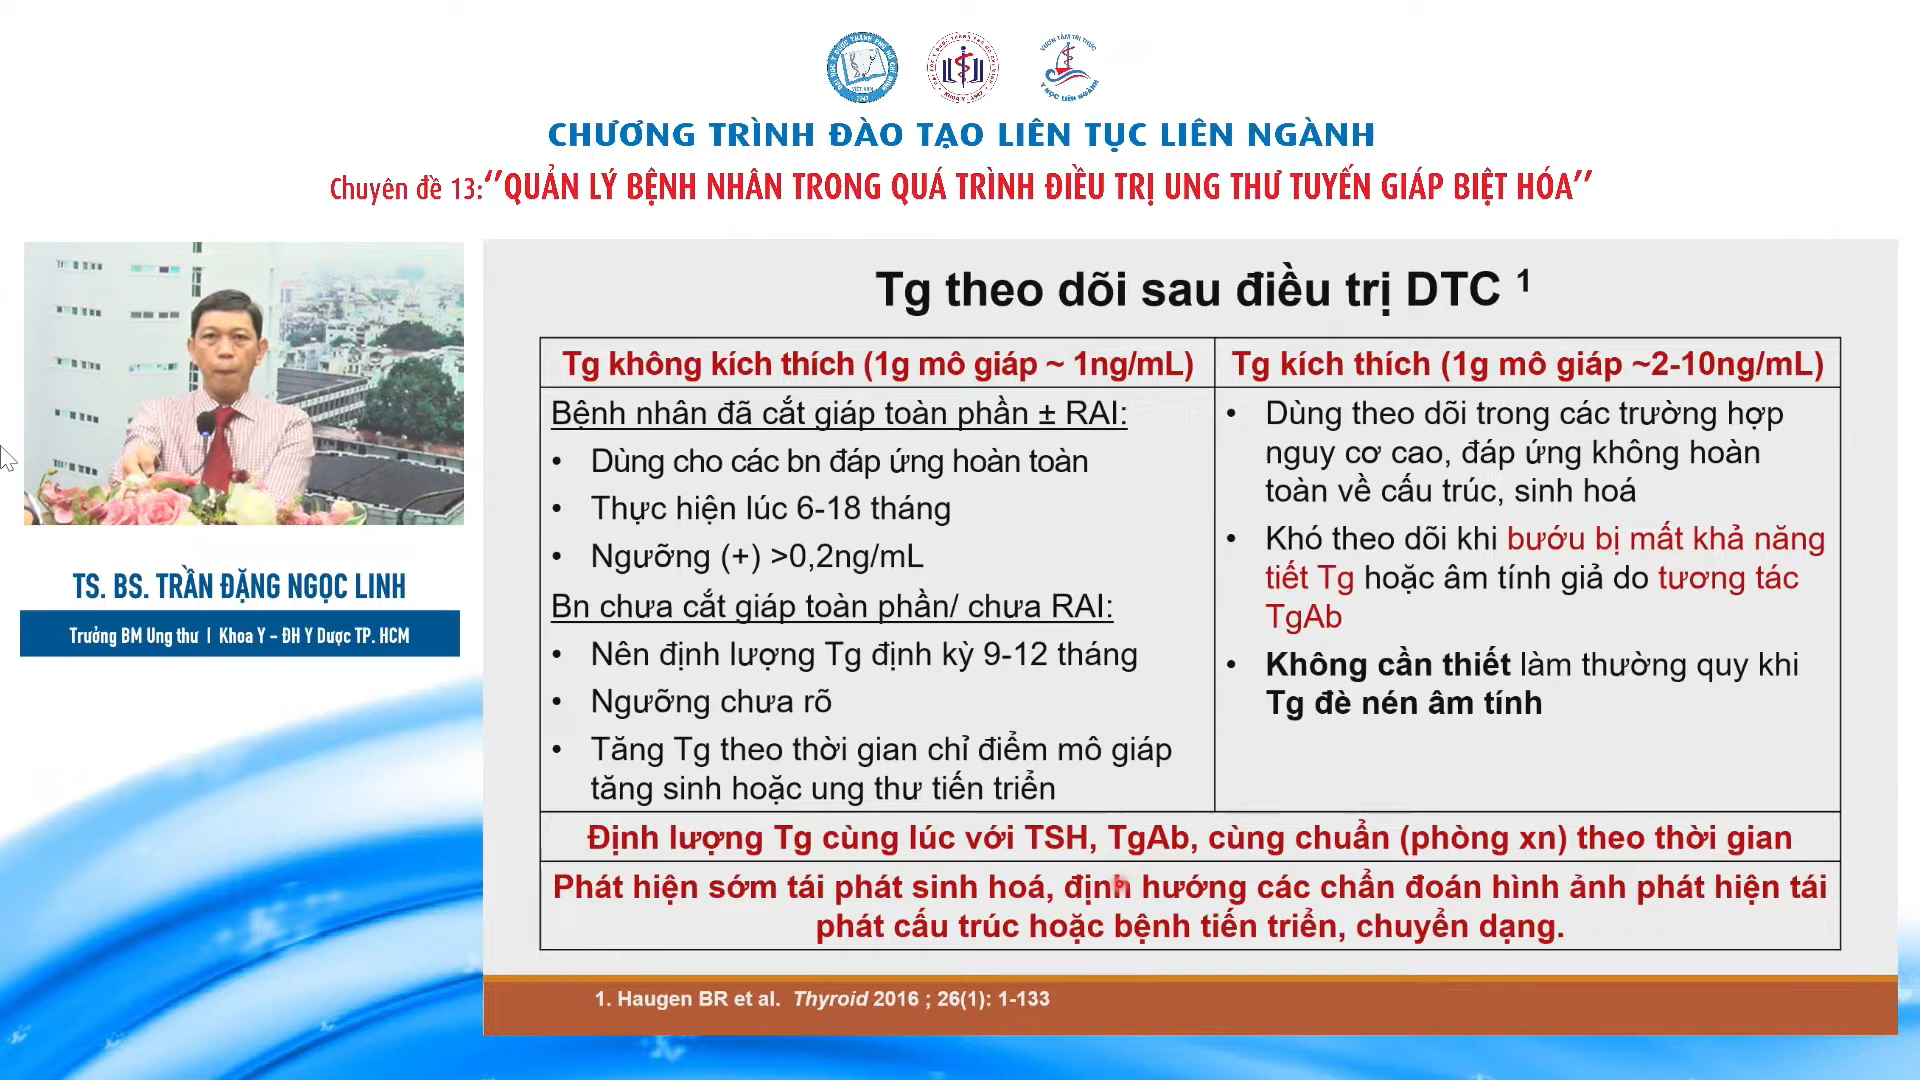 CHƯƠNG TRÌNH ĐÀO TẠO LIÊN TỤC LIÊN NGÀNH
Chuyên đề 13:‘‘QUẢN LÝ BỆNH NHÂN TRONG QUÁ TRÌNH ĐIỀU TRỊ UNG THƯ TUYẾN GIÁP BIỆT HÓA’’
TS. BS. TRẦN ĐẶNG NGỌC LINH
Trưởng BM Ung thư | Khoa Y – ĐH Y Dược TP. HCM
Tg theo dõi sau điều trị DTC 1
Tg không kích thích (1g mô giáp ~ 1ng/mL)
Bệnh nhân đã cắt giáp toàn phần ± RAI:
• Dùng cho các bn đáp ứng hoàn toàn
• Thực hiện lúc 6-18 tháng
• Ngưỡng (+) >0,2ng/mL
Bn chưa cắt giáp toàn phần/ chưa RAI:
• Nên định lượng Tg định kỳ 9-12 tháng
• Ngưỡng chưa rõ
• Tăng Tg theo thời gian chỉ điểm mô giáp
tăng sinh hoặc ung thư tiến triển
Tg kích thích (1g mô giáp ~2-10ng/mL)
• Dùng theo dõi trong các trường hợp
nguy cơ cao, đáp ứng không hoàn
toàn về cấu trúc, sinh hoá
• Khó theo dõi khi bướu bị mất khả năng
tiết Tg hoặc âm tính giả do tương tác
TgAb
• Không cần thiết làm thường quy khi
Tg đè nén âm tính
Định lượng Tg cùng lúc với TSH, TgAb, cùng chuẩn (phòng xn) theo thời gian
Phát hiện sớm tái phát sinh hoá, định hướng các chẩn đoán hình ảnh phát hiện tái
phát cấu trúc hoặc bệnh tiến triển, chuyển dạng.
1. Haugen BR et al. Thyroid 2016 ; 26(1): 1-133